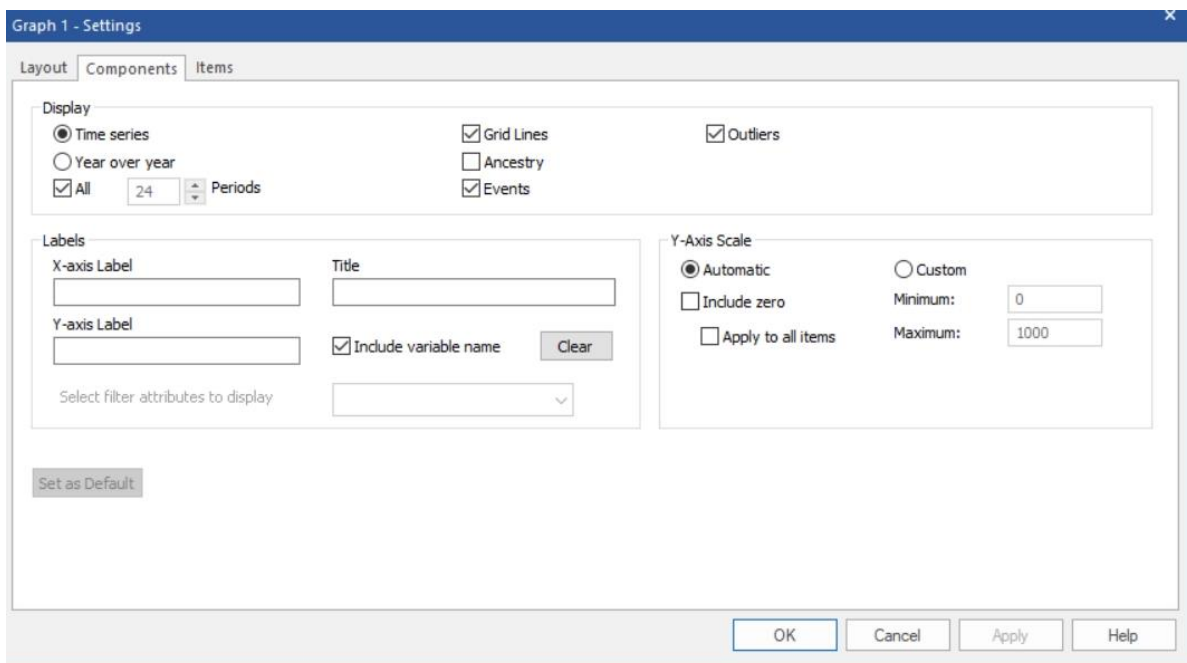 Graph 1 - Settings
Layout Components Items
Display
Time series
Grid Lines
Outliers
Year over year
Ancestry
All 24 Periods
Events
Labels
X-axis Label
Title
Y-axis Label
Include variable name
Clear
Select filter attributes to display
Y-Axis Scale
Automatic
Custom
Include zero
Minimum: 0
Apply to all items
Maximum: 1000
Set as Default
OK Cancel Apply Help